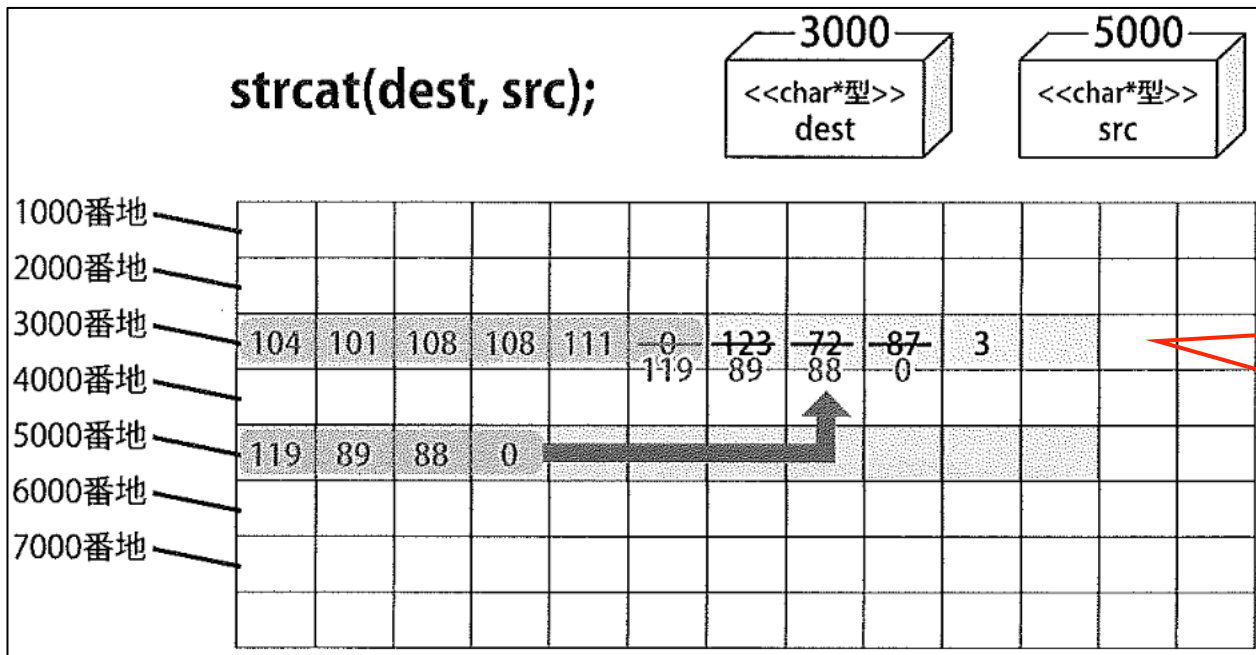 3000
5000
strcat(dest, src);
<<char*型>>
dest
<<char*型>>
src
1000番地
2000番地
3000番地
104 101 108 108 111 0 123 72 87 3
119 89 88 0
4000番地
5000番地
119 89 88 0
6000番地
7000番地